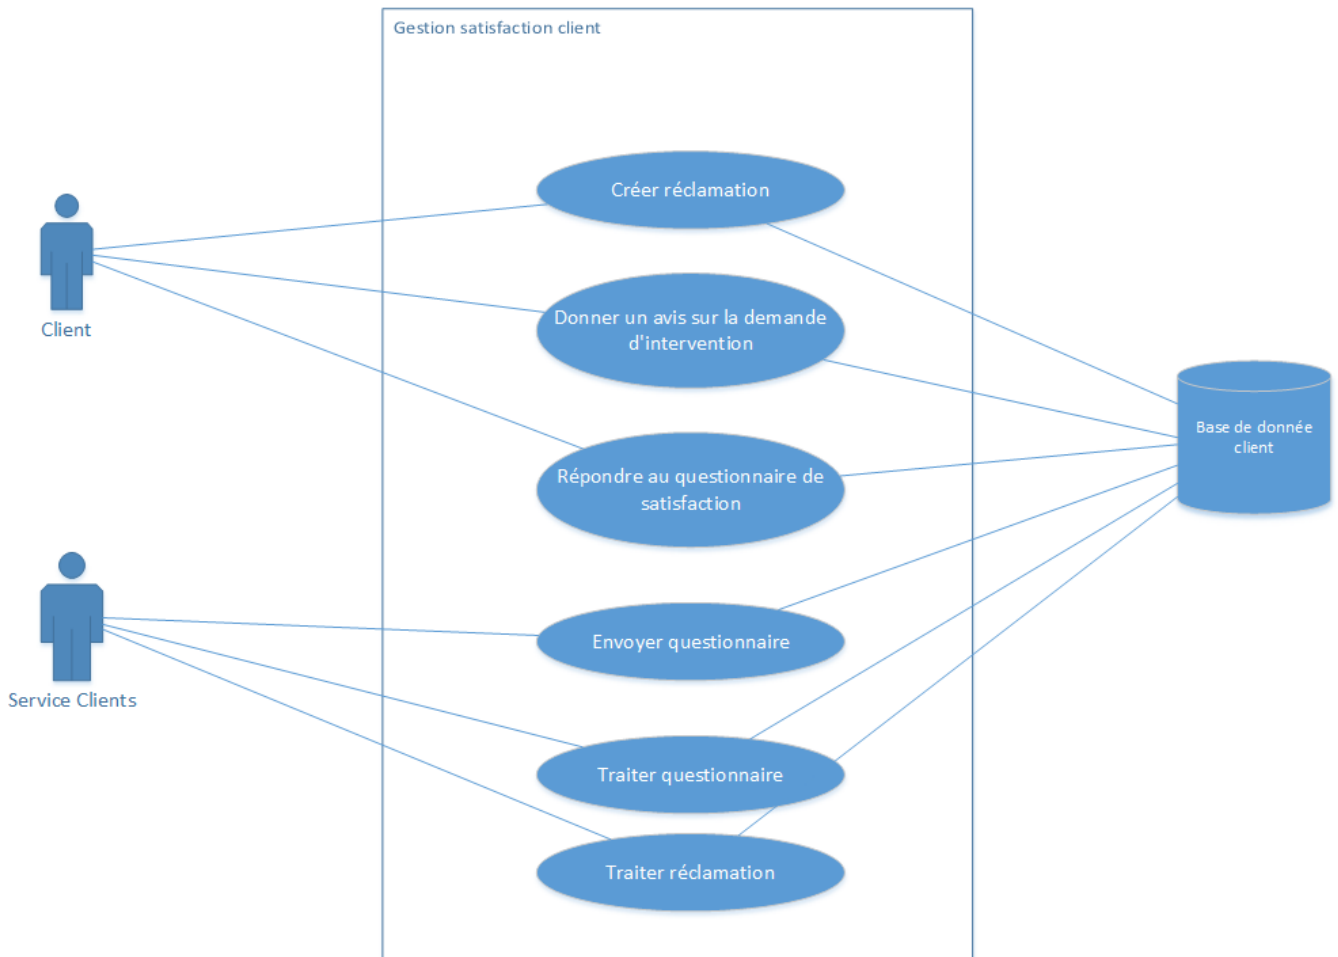 Gestion satisfaction client
Créer réclamation
Client
Donner un avis sur la demande
d'intervention
Base de donnée
client
Répondre au questionnaire de
satisfaction
Envoyer questionnaire
Service Clients
Traiter questionnaire
Traiter réclamation